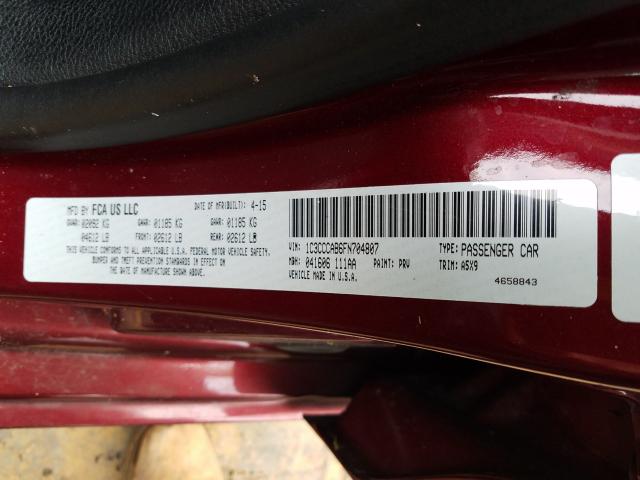 MFD BY FCA US LLC DATE OF MFR(BUILT): 4-15
GVWR: 02092 KG GAWR: 01185 KG GAWR: 01185 KG
04612 LB FRONT: 02612 LB REAR: 02612 LB
THIS VEHICLE CONFORMS TO ALL APPLICABLE U.S.A. FEDERAL MOTOR VEHICLE SAFETY,
BUMPER AND THEFT PREVENTION STANDARDS IN EFFECT ON
THE DATE OF MANUFACTURE SHOWN ABOVE.
VIN: 1C3CCCAB6FN704807 TYPE: PASSENGER CAR
MDH: 041606 111AA PAINT: PRV TRIM: A5X9
VEHICLE MADE IN U.S.A. 4658843